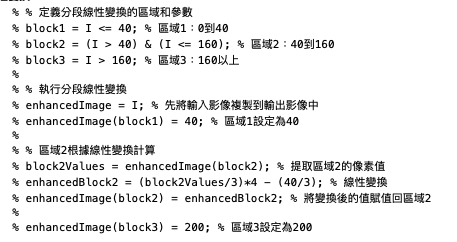 % % 定義分段線性變換的區域和參數
% block1 = I <= 40; % 區域1：0到40
% block2 = (I > 40) & (I <= 160); % 區域2：40到160
% block3 = I > 160; % 區域3：160以上
%
% % 執行分段線性變換
% enhancedImage = I; % 先將輸入影像複製到輸出影像中
% enhancedImage(block1) = 40; % 區域1設定為40
%
% % 區域2根據線性變換計算
% block2Values = enhancedImage(block2); % 提取區域2的像素值
% enhancedBlock2 = (block2Values/3)*4 - (40/3); % 線性變換
% enhancedImage(block2) = enhancedBlock2; % 將變換後的值賦值回區域2
%
% enhancedImage(block3) = 200; % 區域3設定為200